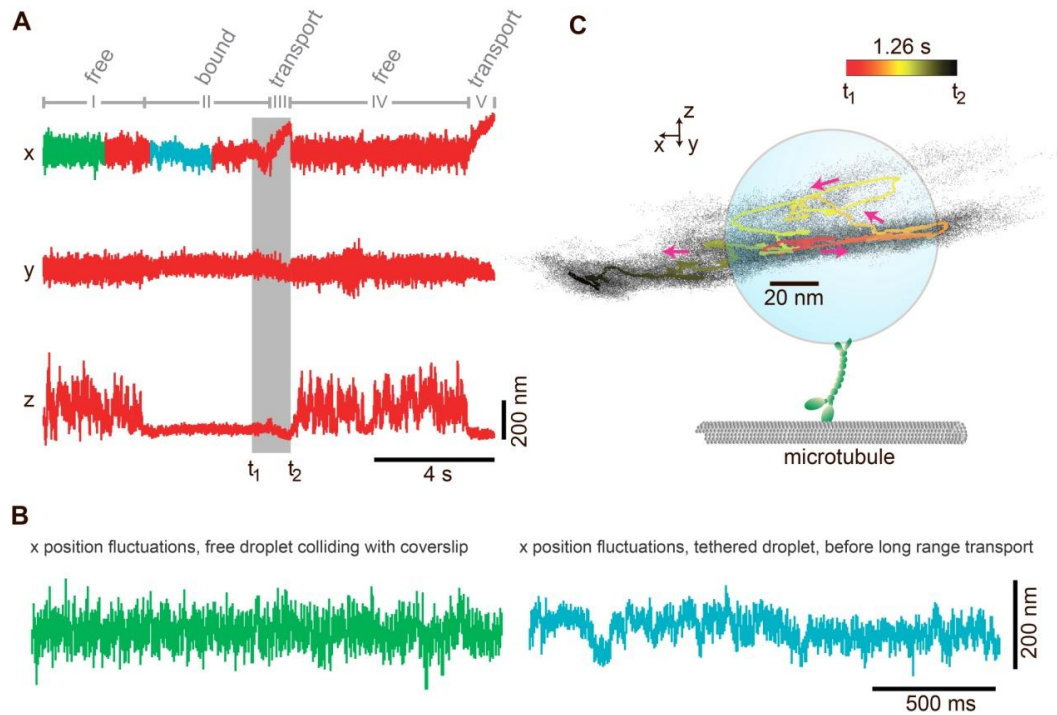 A
free
bound
transport
free
transport
I
II
III
IV
V
x
y
z
200 nm
t1
t2
4 s
C
1.26 s
t1
t2
z
x
y
20 nm
microtubule
B
x position fluctuations, free droplet colliding with coverslip
x position fluctuations, tethered droplet, before long range transport
200 nm
500 ms